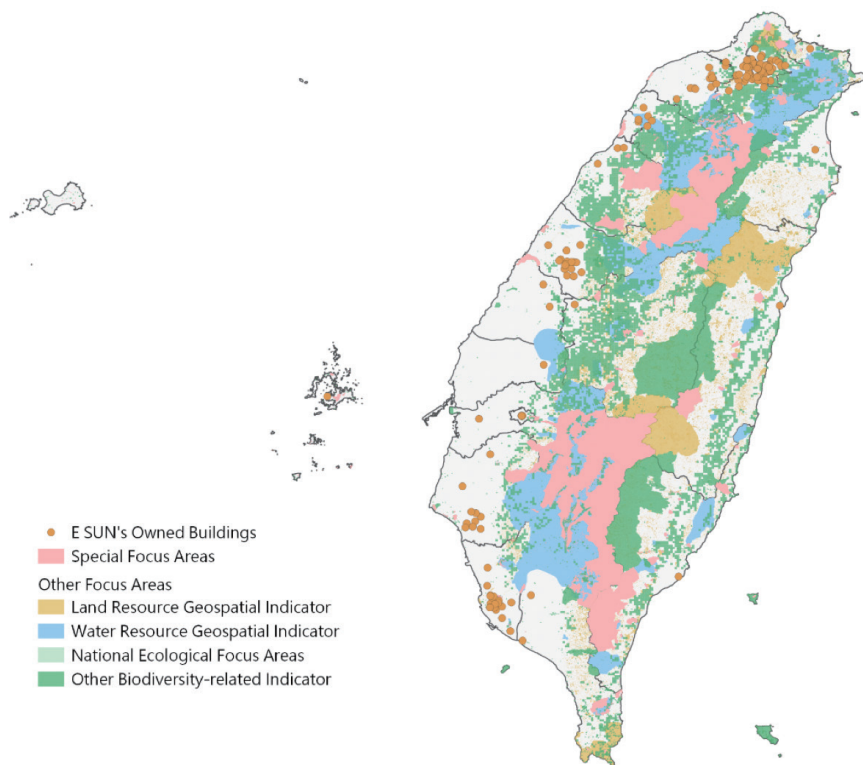 E SUN's Owned Buildings
Special Focus Areas
Other Focus Areas
Land Resource Geospatial Indicator
Water Resource Geospatial Indicator
National Ecological Focus Areas
Other Biodiversity-related Indicator